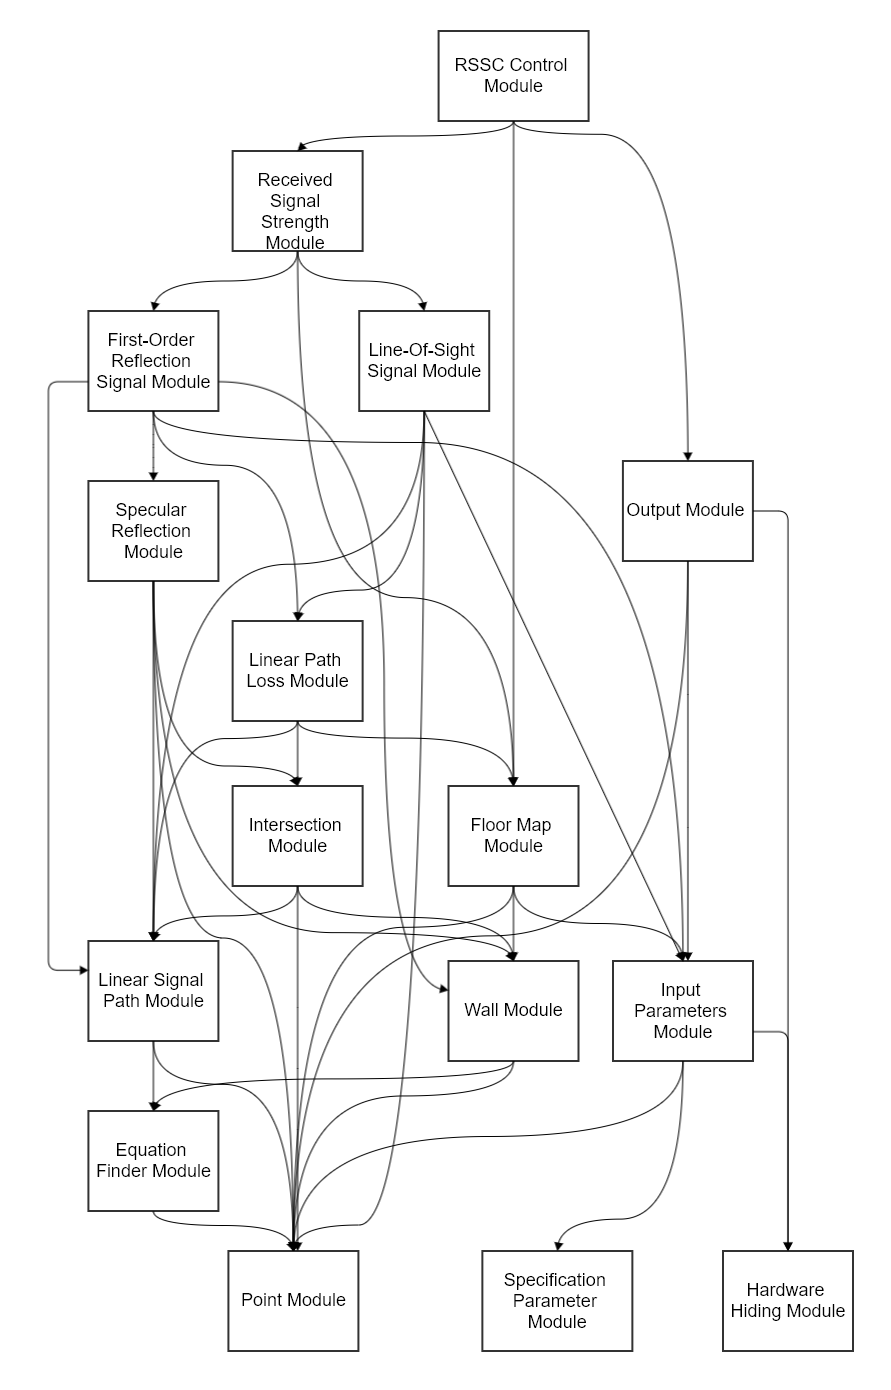 RSSC Control
Module
Received
Signal
Strength
Module
First-Order
Reflection
Signal Module
Line-Of-Sight
Signal Module
Specular
Reflection
Module
Output Module
Linear Path
Loss Module
Intersection
Module
Floor Map
Module
Linear Signal
Path Module
Wall Module
Input
Parameters
Module
Equation
Finder Module
Point Module
Specification
Parameter
Module
Hardware
Hiding Module